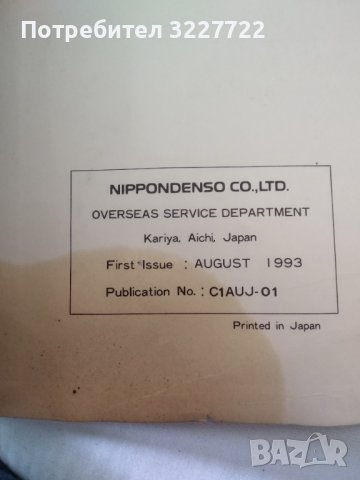 Потребител 3227722
NIPPONDENSO CO.,LTD.
OVERSEAS SERVICE DEPARTMENT
Kariya, Aichi, Japan
First Issue : AUGUST 1993
Publication No. : C1AUJ-01
Printed in Japan
BAZAR